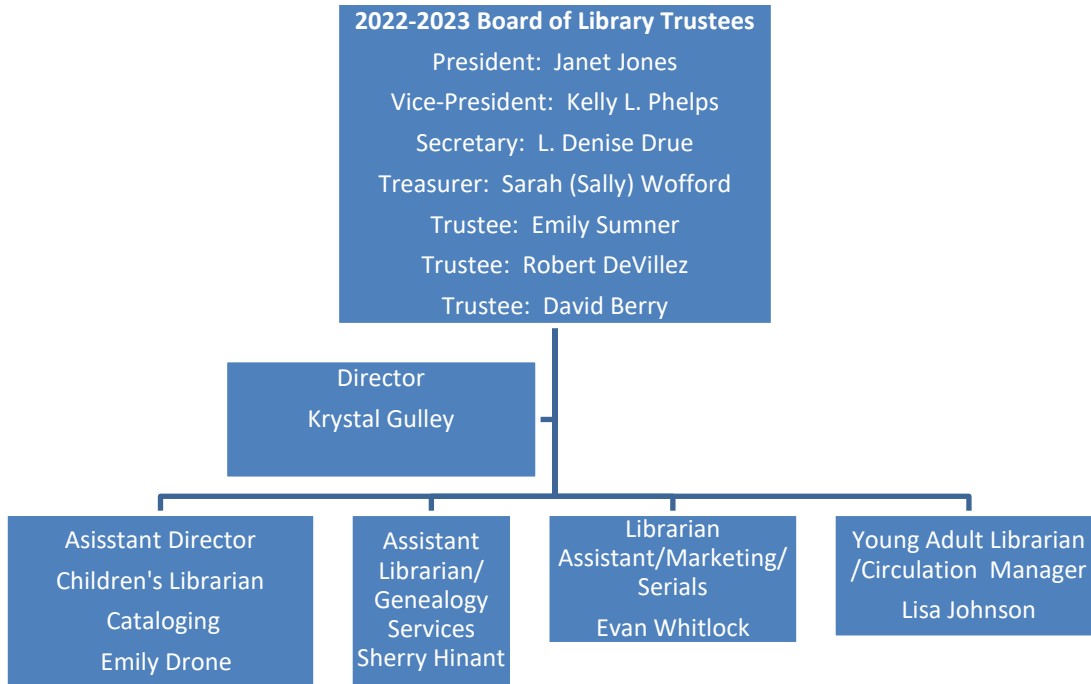 2022-2023 Board of Library Trustees
President:  Janet Jones
Vice-President:  Kelly L. Phelps
Secretary:  L. Denise Drue
Treasurer:  Sarah (Sally) Wofford
Trustee:  Emily Sumner
Trustee:  Robert DeVillez
Trustee:  David Berry
Director
Krystal Gulley
Asisstant Director
Children's Librarian
Cataloging
Emily Drone
Assistant
Librarian/
Genealogy
Services
Sherry Hinant
Librarian
Assistant/Marketing/
Serials
Evan Whitlock
Young Adult Librarian
/Circulation  Manager
Lisa Johnson